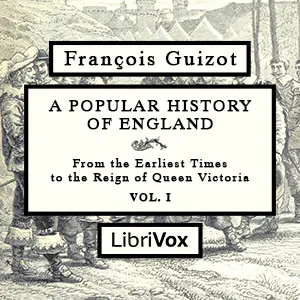 François Guizot
A POPULAR HISTORY
OF ENGLAND
From the Earliest Times
to the Reign of Queen Victoria
VOL. I
LibriVox